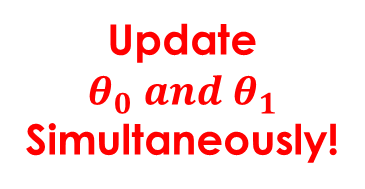 Update
θ₀ and θ₁
Simultaneously!